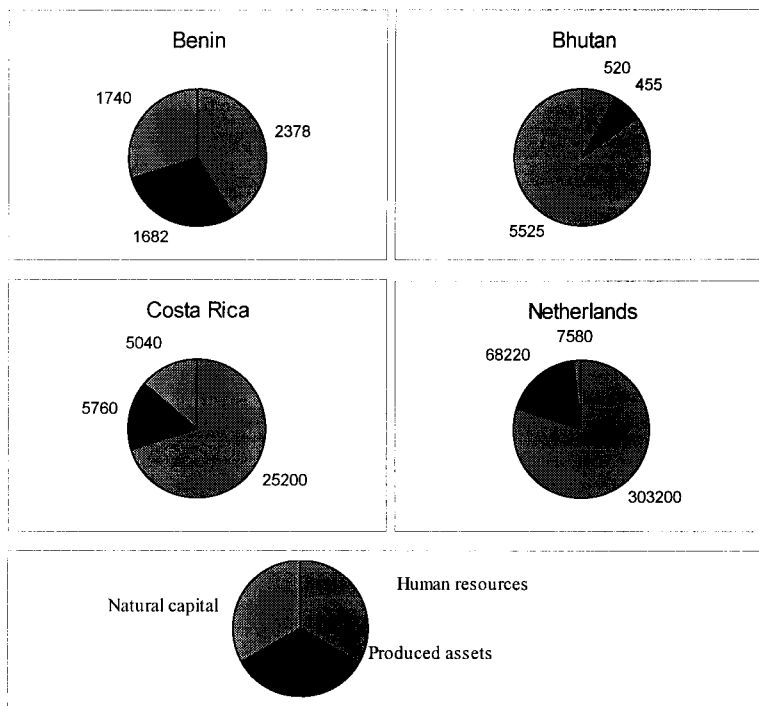 Benin
1740
2378
1682
Bhutan
520
455
5525
Costa Rica
5040
5760
25200
Netherlands
7580
68220
303200
Natural capital
Human resources
Produced assets